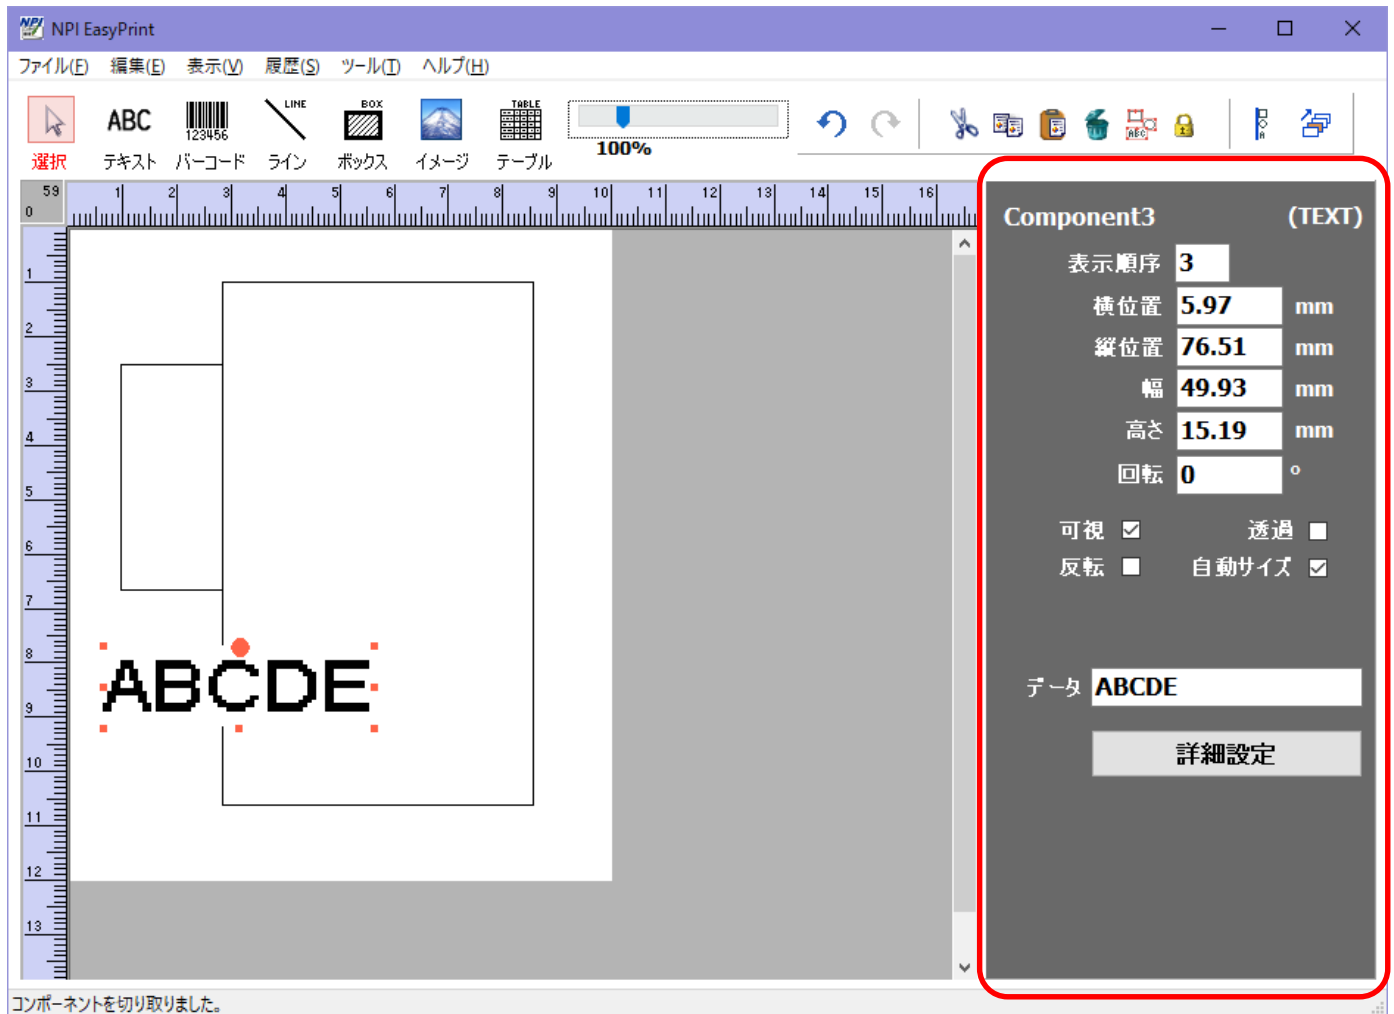 NPI EasyPrint
ファイル(F) 編集(E) 表示(V) 履歴(S) ツール(T) ヘルプ(H)
ABC 123456 LINE BOX TABLE
選択 テキスト バーコード ライン ボックス イメージ テーブル 100%
59 1 2 3 4 5 6 7 8 9 10 11 12 13 14 15 16
0
1
2
3
4
5
6
7
8
9
10
11
12
13
ABCDE
Component3 (TEXT)
表示順序 3
横位置 5.97 mm
縦位置 76.51 mm
幅 49.93 mm
高さ 15.19 mm
回転 0 °
可視 透過
反転 自動サイズ
データ ABCDE
詳細設定
コンポーネントを切り取りました。